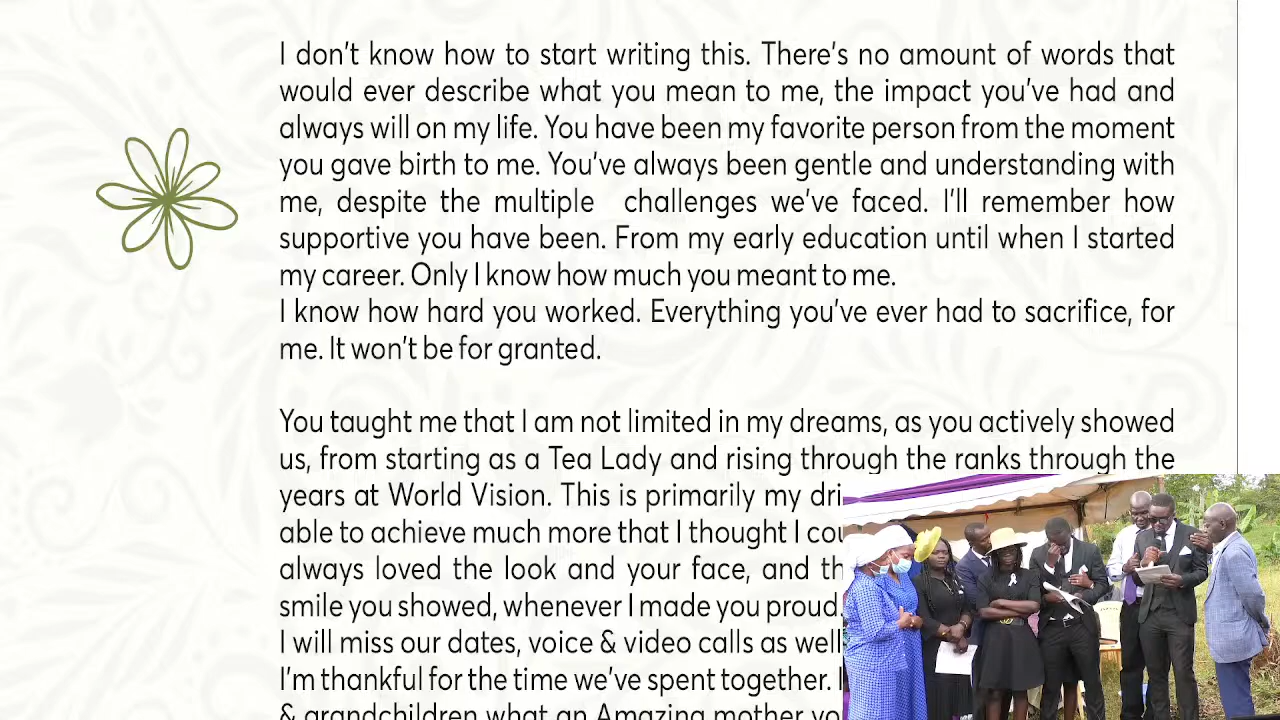 I don't know how to start writing this. There's no amount of words that
would ever describe what you mean to me, the impact you've had and
always will on my life. You have been my favorite person from the moment
you gave birth to me. You've always been gentle and understanding with
me, despite the multiple challenges we've faced. I'll remember how
supportive you have been. From my early education until when I started
my career. Only I know how much you meant to me.
I know how hard you worked. Everything you've ever had to sacrifice, for
me. It won't be for granted.
You taught me that I am not limited in my dreams, as you actively showed
us, from starting as a Tea Lady and rising through the ranks through the
years at World Vision. This is primarily my
able to achieve much more that I thought I
always loved the look and your face, and
smile you showed, whenever I made you proud.
I will miss our dates, voice & video calls as well
I'm thankful for the time we've spent together.
& grandchildren what an Amazing mother